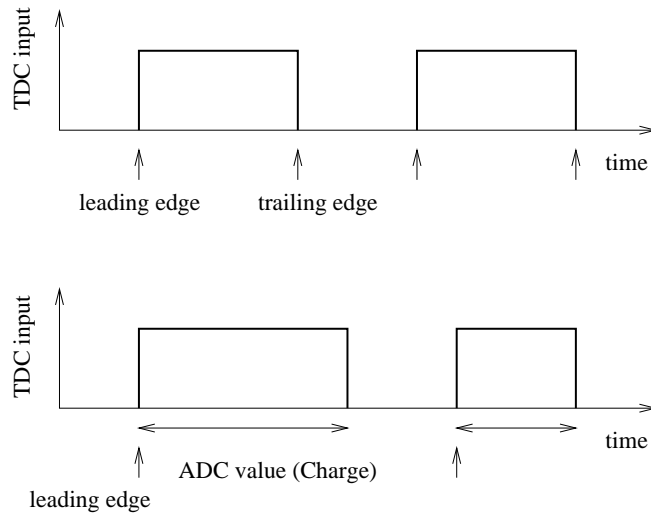 TDC input
time
leading edge
trailing edge
TDC input
time
ADC value (Charge)
leading edge